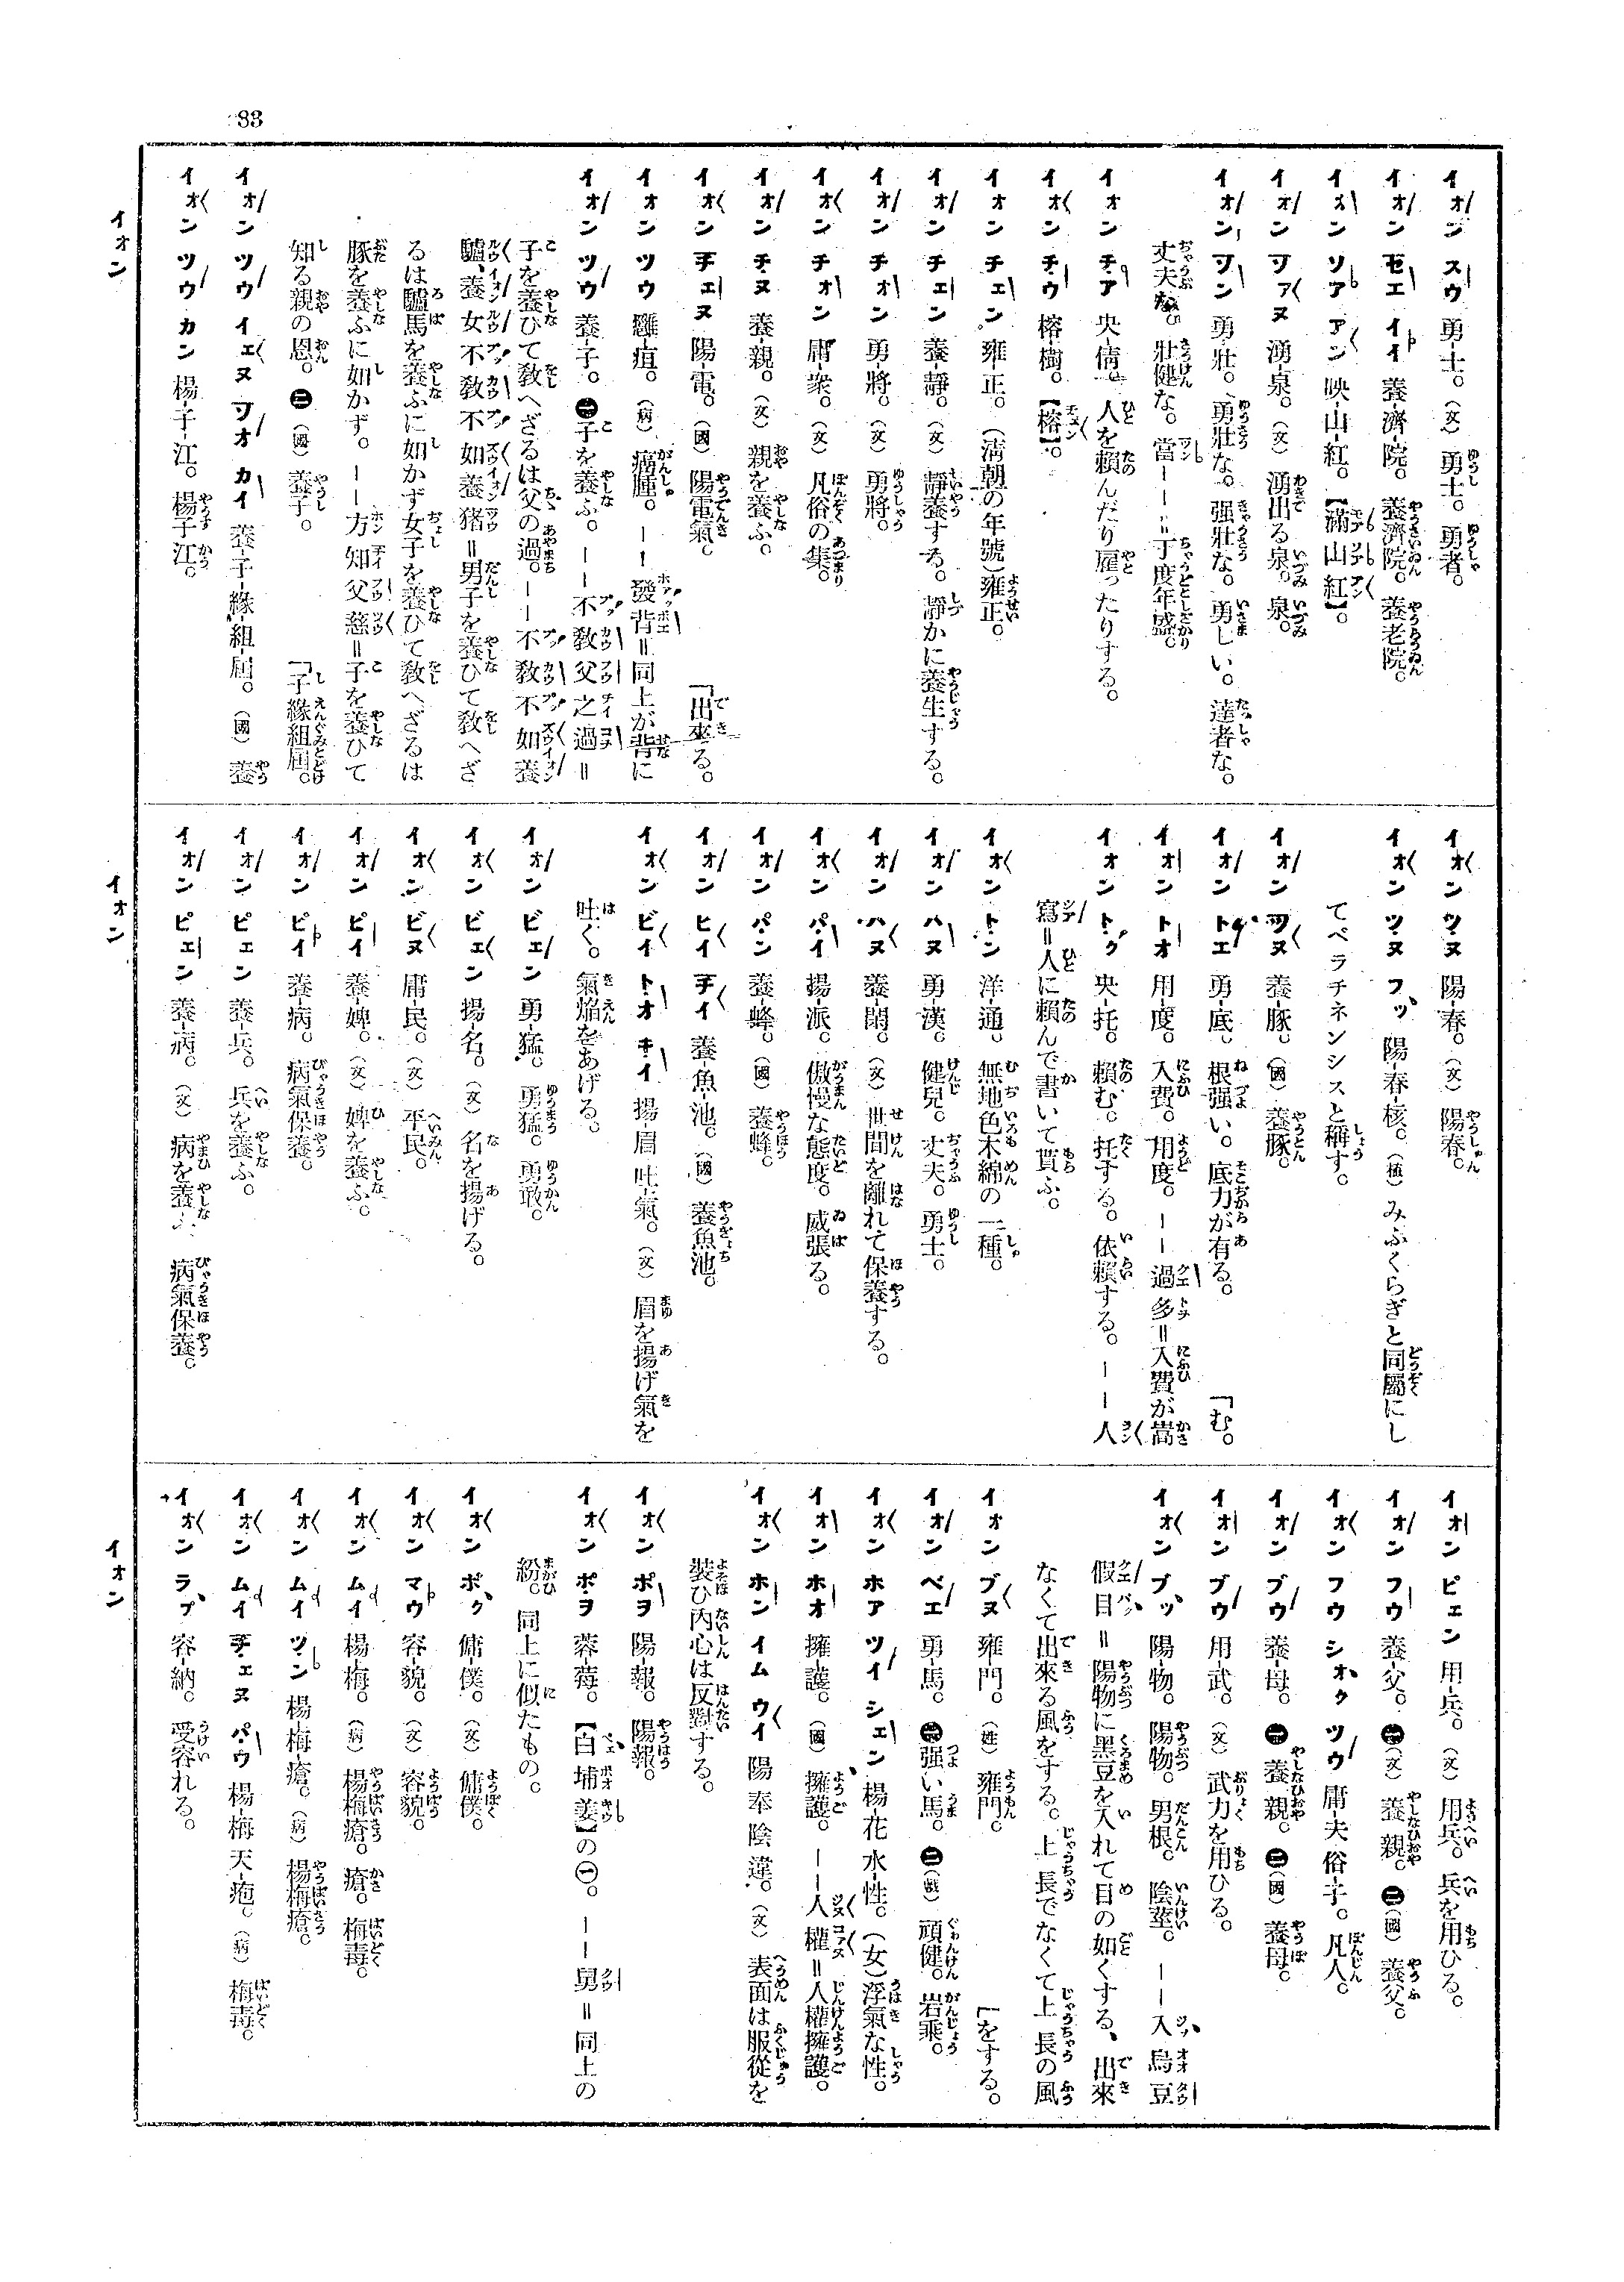 83
イオン スウ 勇-士。(文) 勇士。勇者。
イオン セエ イイ 養-濟-院。養濟院。養老院。
イオン ソア アン 映-山-紅。【滿山紅】。
イオン ツァヌ 湧-泉。(文) 湧出る泉。泉。
イオン ツン 勇-壯。勇壯な。强壯な。勇しい。達者な。
丈夫な。壯健な。當ーー=丁度年盛。
イオン チア 央-倩。人を賴んだり雇ったりする。
イオン チウ 榕-樹。【榕】。
イオン チェン 雍-正。(淸朝の年號)雍正。
イオン チェン 養-靜。(文) 靜養する。靜かに養生する。
イオン チオン 勇-將。(文) 勇將。
イオン チオン 庸-衆。(文) 凡俗の集。
イオン チヌ 養-親。(文) 親を養ふ。
イオン チェヌ 陽-電。(國) 陽電氣。
イオン ツウ 癰-疽。(病) 癌腫。ーー發背=同上が背に
「出來る。
イオン ツウ 養-子。㊀子を養ふ。ーー不敎父之過=
子を養ひて敎へざるは父の過。ーー不敎不如養
驢、養女不敎不如養猪=男子を養ひて敎へざ
るは驢馬を養ふに如かず女子を養ひて敎へざるは
豚を養ふに如かず。ーー方知父慈=子を養ひて
知る親の恩。㊁(國) 養子。
イオン ツウ イェヌ ツオ カイ 養-子-緣-組-屆。(國) 養
「子緣組屆。
イオン ツウ カン 楊-子-江。楊子江。
イオン
イオン ツヌ 陽-春。(文) 陽春。
イオン ツヌ フッ 陽-春-核。(植) みふくらぎと同屬にし
てペラチネンシスと稱す。
イオン ツヌ 養-豚。(國) 養豚。
イオン トエ 勇-底。根强い。底力が有る。
イオン トオ 用-度。入費。用度。ーー過多=入費が嵩
「む。
イオン トク 央-托。賴む。托する。依賴する。ーー人
寫=人に賴んで書いて貰ふ。
イオン トン 洋-通。無地色木綿の一種。
イオン ハヌ 勇-漢。健兒。丈夫。勇士。
イオン ハヌ 養-閑。(文) 世間を離れて保養する。
イオン パイ 揚-派。傲慢な態度。威張る。
イオン パン 養-蜂。(國) 養蜂。
イオン ヒイ チイ 養-魚-池。(國) 養魚池。
イオン ビイ トオ キイ 揚-眉 吐-氣。(文) 眉を揚げ氣を
吐く。氣焰をあげる。
イオン ビェン 勇-猛。勇猛。勇敢。
イオン ビェン 揚-名。(文) 名を揚げる。
イオン ビヌ 庸-民。(文) 平民。
イオン ピイ 養-婢。(文) 婢を養ふ。
イオン ピイ 養-病。病氣保養。
イオン ピェン 養-兵。兵を養ふ。
イオン ピェン 養-病。(文) 病を養ふ。病氣保養。
イオン
イオン ピェン 用-兵。(文) 用兵。兵を用ひる。
イオン フウ 養-父。㊀(文) 養親。㊁(國) 養父。
イオン フウ シオク ツウ 庸-夫 俗-子。凡人。
イオン ブウ 養-母。㊀養親。㊁(國) 養母。
イオン ブウ 用-武。(文) 武力を用ひる。
イオン ブッ 陽-物。陽物。男根。陰莖。ーー入烏豆
假目=陽物に黑豆を入れて目の如くする、出來
なくて出來る風をする。上長でなくて上長の風
「をする。
イオン ブヌ 雍-門。(姓) 雍門。
イオン ベエ 勇-馬。㊀强い馬。㊁(戲) 頑健。岩乘。
イオン ホア ツイ シェン 楊-花 水-性。(女)浮氣な性。
イオン ホオ 擁-護。(國) 擁護。ーー人權=人權擁護。
イオン ホン イム ウイ 陽 奉 陰 違。(文) 表面は服從を
裝ひ內心は反對する。
イオン ポヲ 陽-報。陽報。
イオン ポヲ 蓉-莓。【白埔姜】の㊀。ーー舅=同上の
紛。同上に似たもの。
イオン ポク 傭-僕。(文) 傭僕。
イオン マウ 容-貌。(文) 容貌。
イオン ムイ 楊-梅。(病) 楊梅瘡。瘡。梅毒。
イオン ムイ ツン 楊-梅-瘡。(病) 楊梅瘡。
イオン ムイ チェヌ パウ 楊-梅 天-疱。(病) 梅毒。
イオン ラプ 容-納。受容れる。
イオン